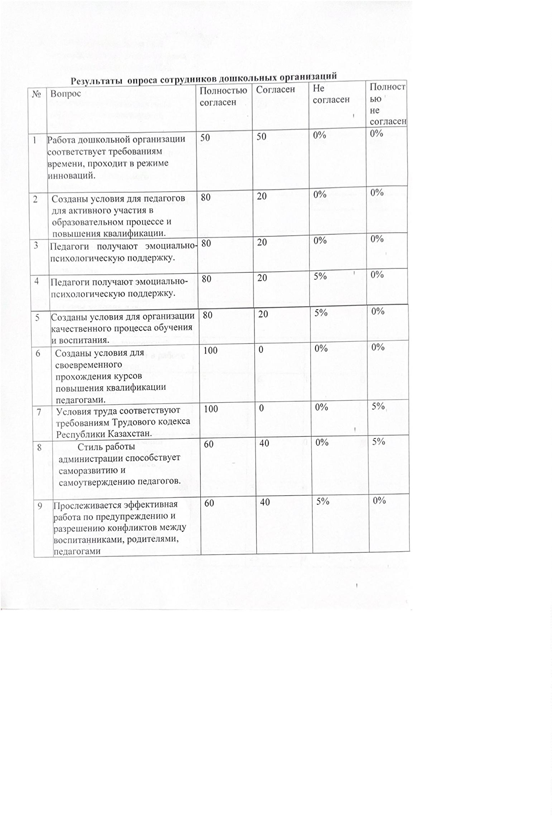 Результаты опроса сотрудников дошкольных организаций
№ Вопрос Полностью Согласен Не Полност
согласен согласен ью
не
согласен
1 Работа дошкольной организации 50 50 0% 0%
соответствует требованиям
времени, проходит в режиме
инноваций.
2 Созданы условия для педагогов 80 20 0% 0%
для активного участия в
образовательном процессе и
повышения квалификации.
3 Педагоги получают эмоциально- 80 20 0% 0%
психологическую поддержку.
4 Педагоги получают эмоциально- 80 20 5% 0%
психологическую поддержку.
5 Созданы условия для организации 80 20 5% 0%
качественного процесса обучения
и воспитания.
6 Созданы условия для 100 0 0% 0%
своевременного
прохождения курсов
повышения квалификации
педагогами.
7 Условия труда соответствуют 100 0 0% 5%
требованиям Трудового кодекса
Республики Казахстан.
8 Стиль работы 60 40 0% 5%
администрации способствует
саморазвитию и
самоутверждению педагогов.
9 Прослеживается эффективная 60 40 5% 0%
работа по предупреждению и
разрешению конфликтов между
воспитанниками, родителями,
педагогами